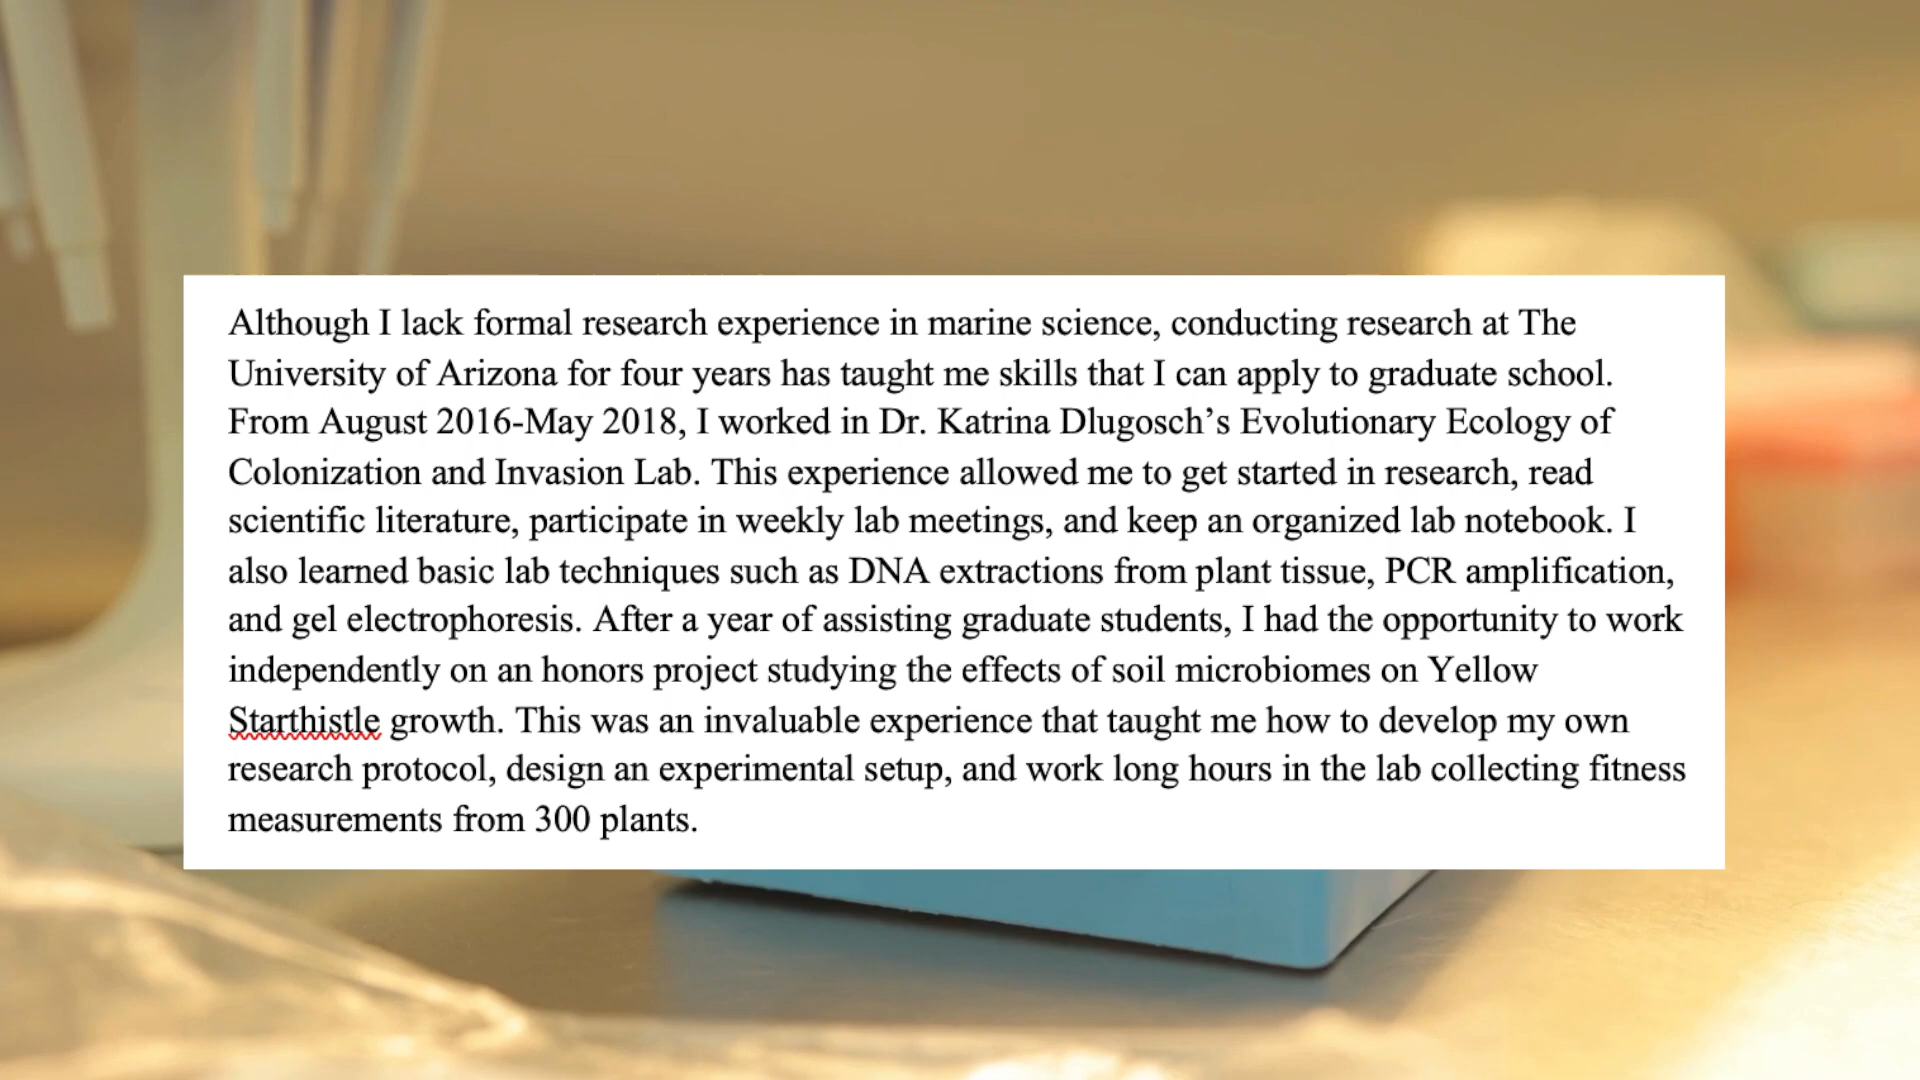 Although I lack formal research experience in marine science, conducting research at The
University of Arizona for four years has taught me skills that I can apply to graduate school.
From August 2016-May 2018, I worked in Dr. Katrina Dlugosch’s Evolutionary Ecology of
Colonization and Invasion Lab. This experience allowed me to get started in research, read
scientific literature, participate in weekly lab meetings, and keep an organized lab notebook. I
also learned basic lab techniques such as DNA extractions from plant tissue, PCR amplification,
and gel electrophoresis. After a year of assisting graduate students, I had the opportunity to work
independently on an honors project studying the effects of soil microbiomes on Yellow
Starthistle growth. This was an invaluable experience that taught me how to develop my own
research protocol, design an experimental setup, and work long hours in the lab collecting fitness
measurements from 300 plants.